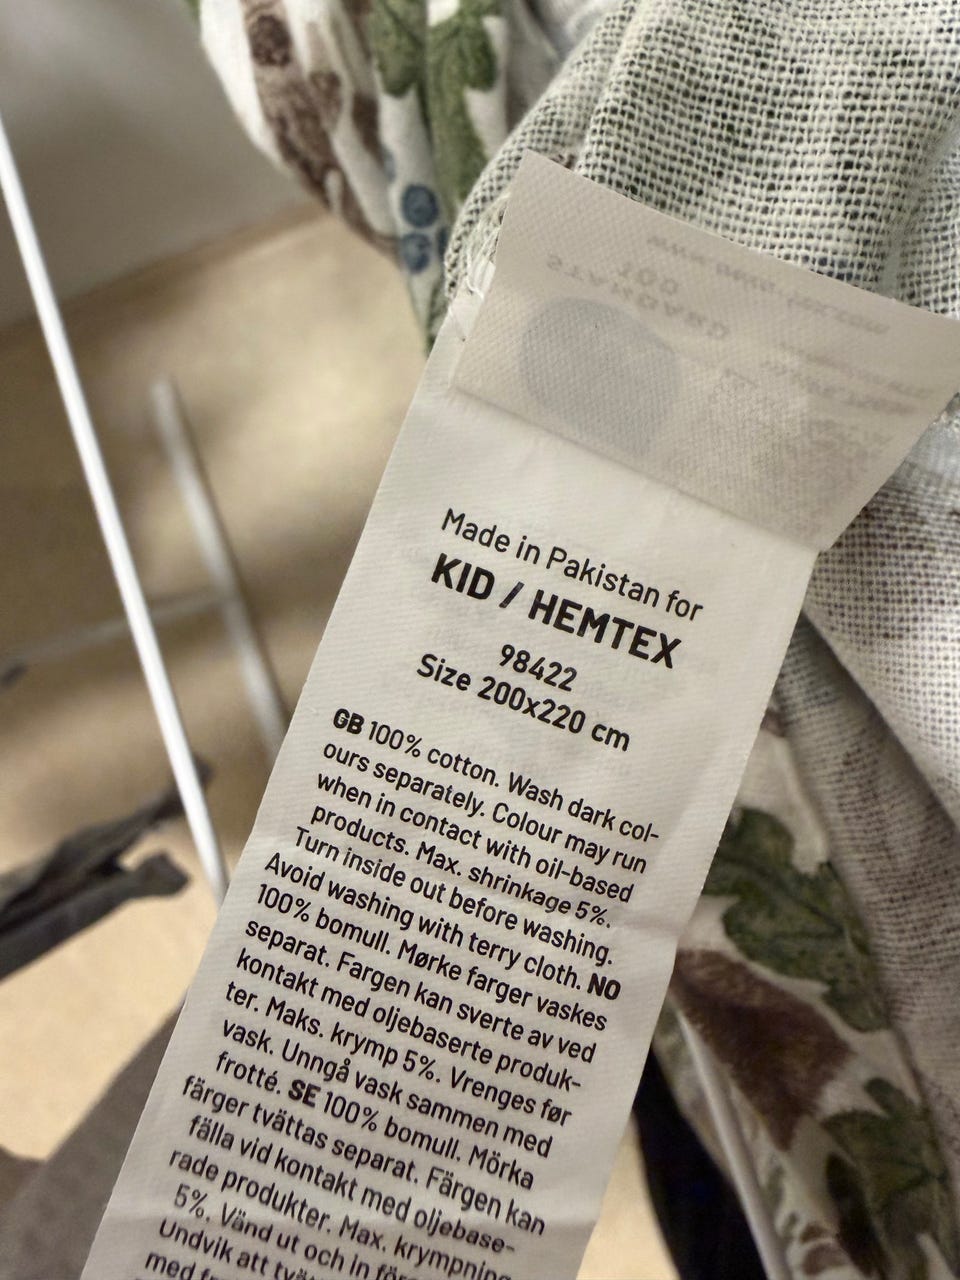 Made in Pakistan for
KID / HEMTEX
98422
Size 200x220 cm
GB 100% cotton. Wash dark col-
ours separately. Colour may run
when in contact with oil-based
products. Max. shrinkage 5%.
Turn inside out before washing.
Avoid washing with terry cloth. NO
100% bomull. Mørke farger vaskes
separat. Fargen kan sverte av ved
kontakt med oljebaserte produk-
ter. Maks. krymp 5%. Vrenges før
vask. Unngå vask sammen med
frotté. SE 100% bomull. Mörka
färger tvättas separat. Färgen kan
fälla vid kontakt med oljebase-
rade produkter. Max. krympning
5%. Vänd ut och in
Undvik att
med